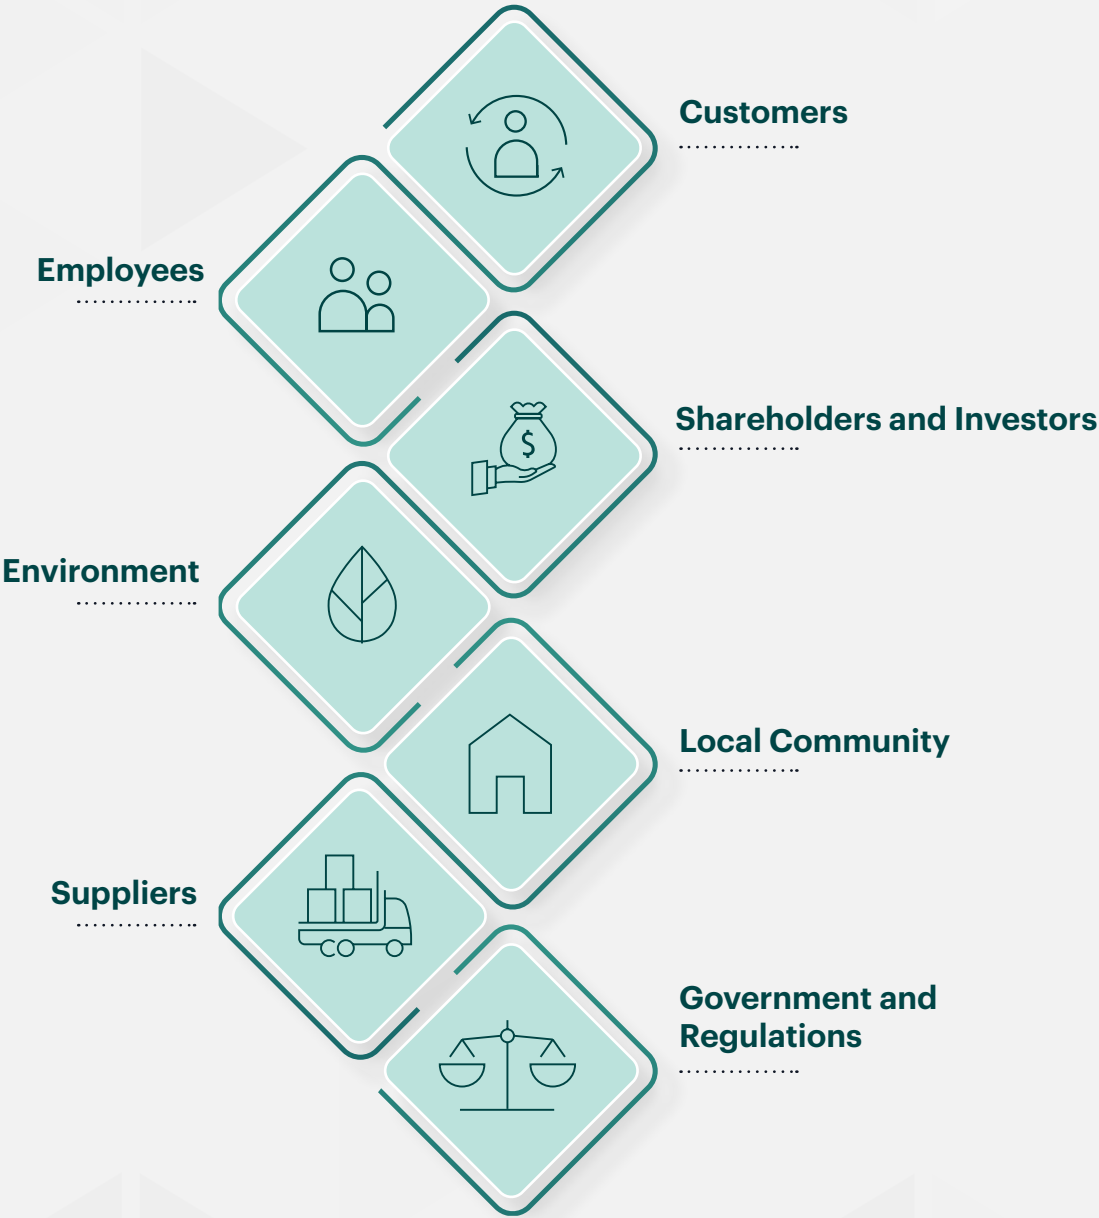 Customers
Employees
Shareholders and Investors
$
Environment
Local Community
Suppliers
Government and
Regulations